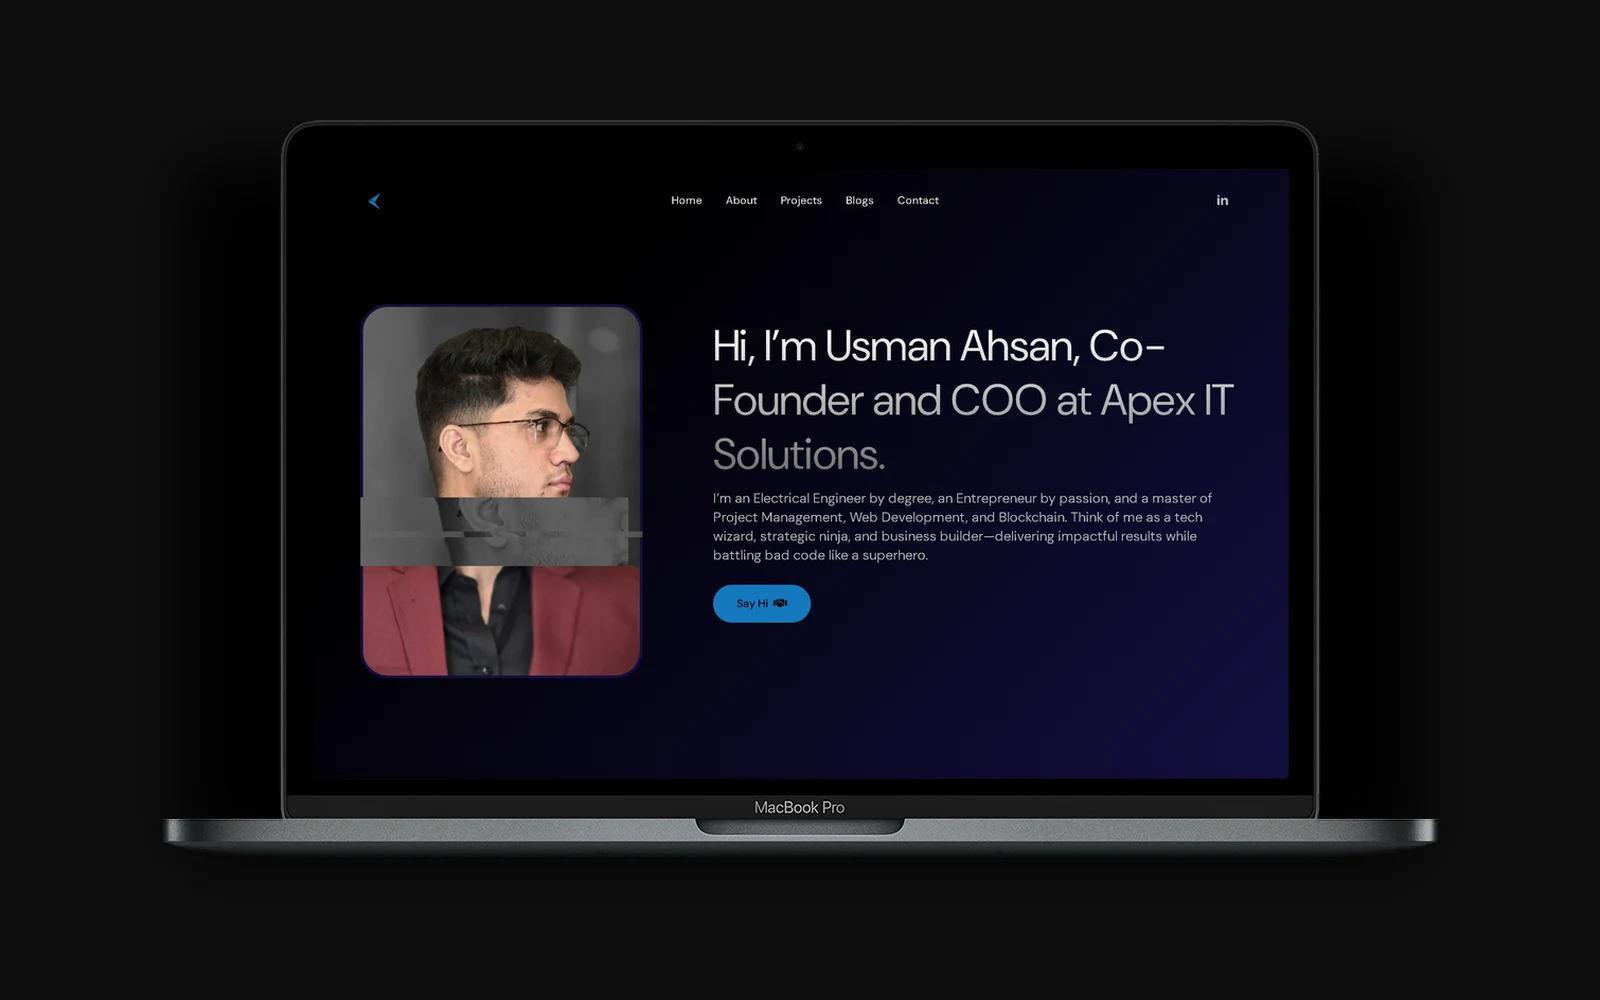 Home About Projects Blogs Contact
in
Hi, I’m Usman Ahsan, Co-
Founder and COO at Apex IT
Solutions.
I’m an Electrical Engineer by degree, an Entrepreneur by passion, and a master of
Project Management, Web Development, and Blockchain. Think of me as a tech
wizard, strategic ninja, and business builder—delivering impactful results while
battling bad code like a superhero.
Say Hi
MacBook Pro